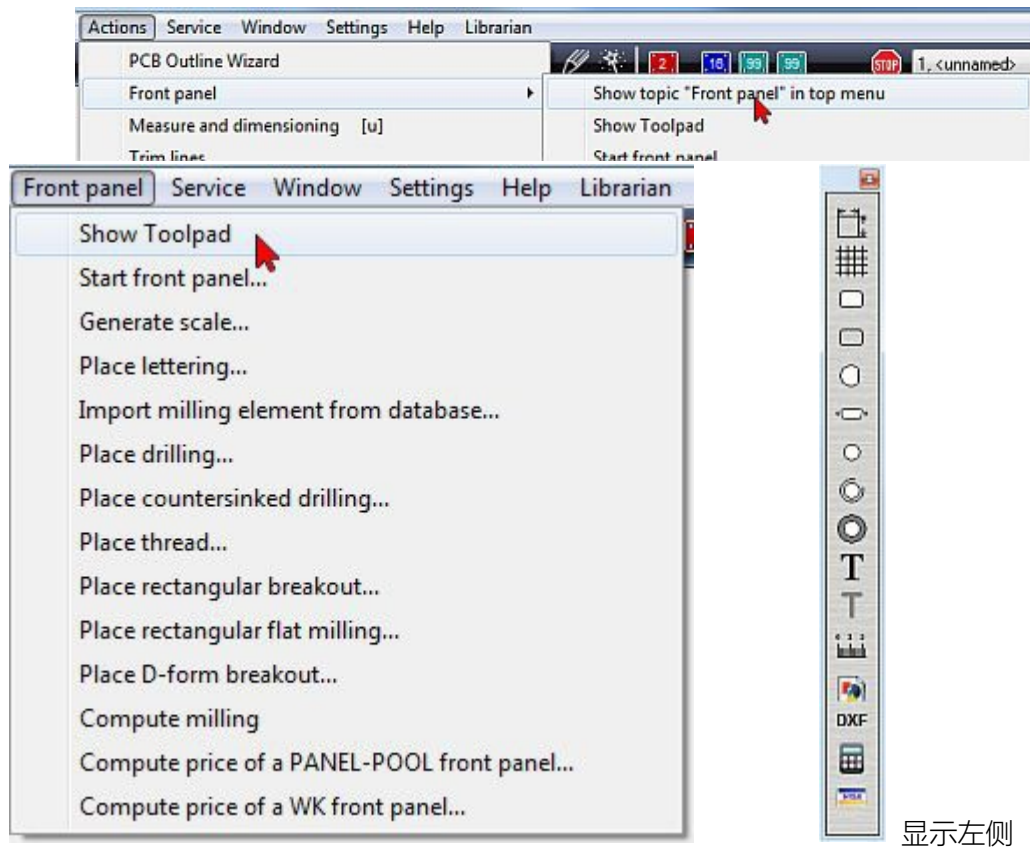 Actions Service Window Settings Help Librarian
PCB Outline Wizard
2 16 99 99 STOP 1, <unnamed>
Front panel
Show topic "Front panel" in top menu
Measure and dimensioning [u]
Show Toolpad
Trim lines
Start front panel
Front panel Service Window Settings Help Librarian
Show Toolpad
Start front panel...
Generate scale...
Place lettering...
Import milling element from database...
Place drilling...
Place countersinked drilling...
Place thread...
Place rectangular breakout...
Place rectangular flat milling...
Place D-form breakout...
Compute milling
Compute price of a PANEL-POOL front panel...
Compute price of a WK front panel...
T
T
DXF
VISA
显示左侧